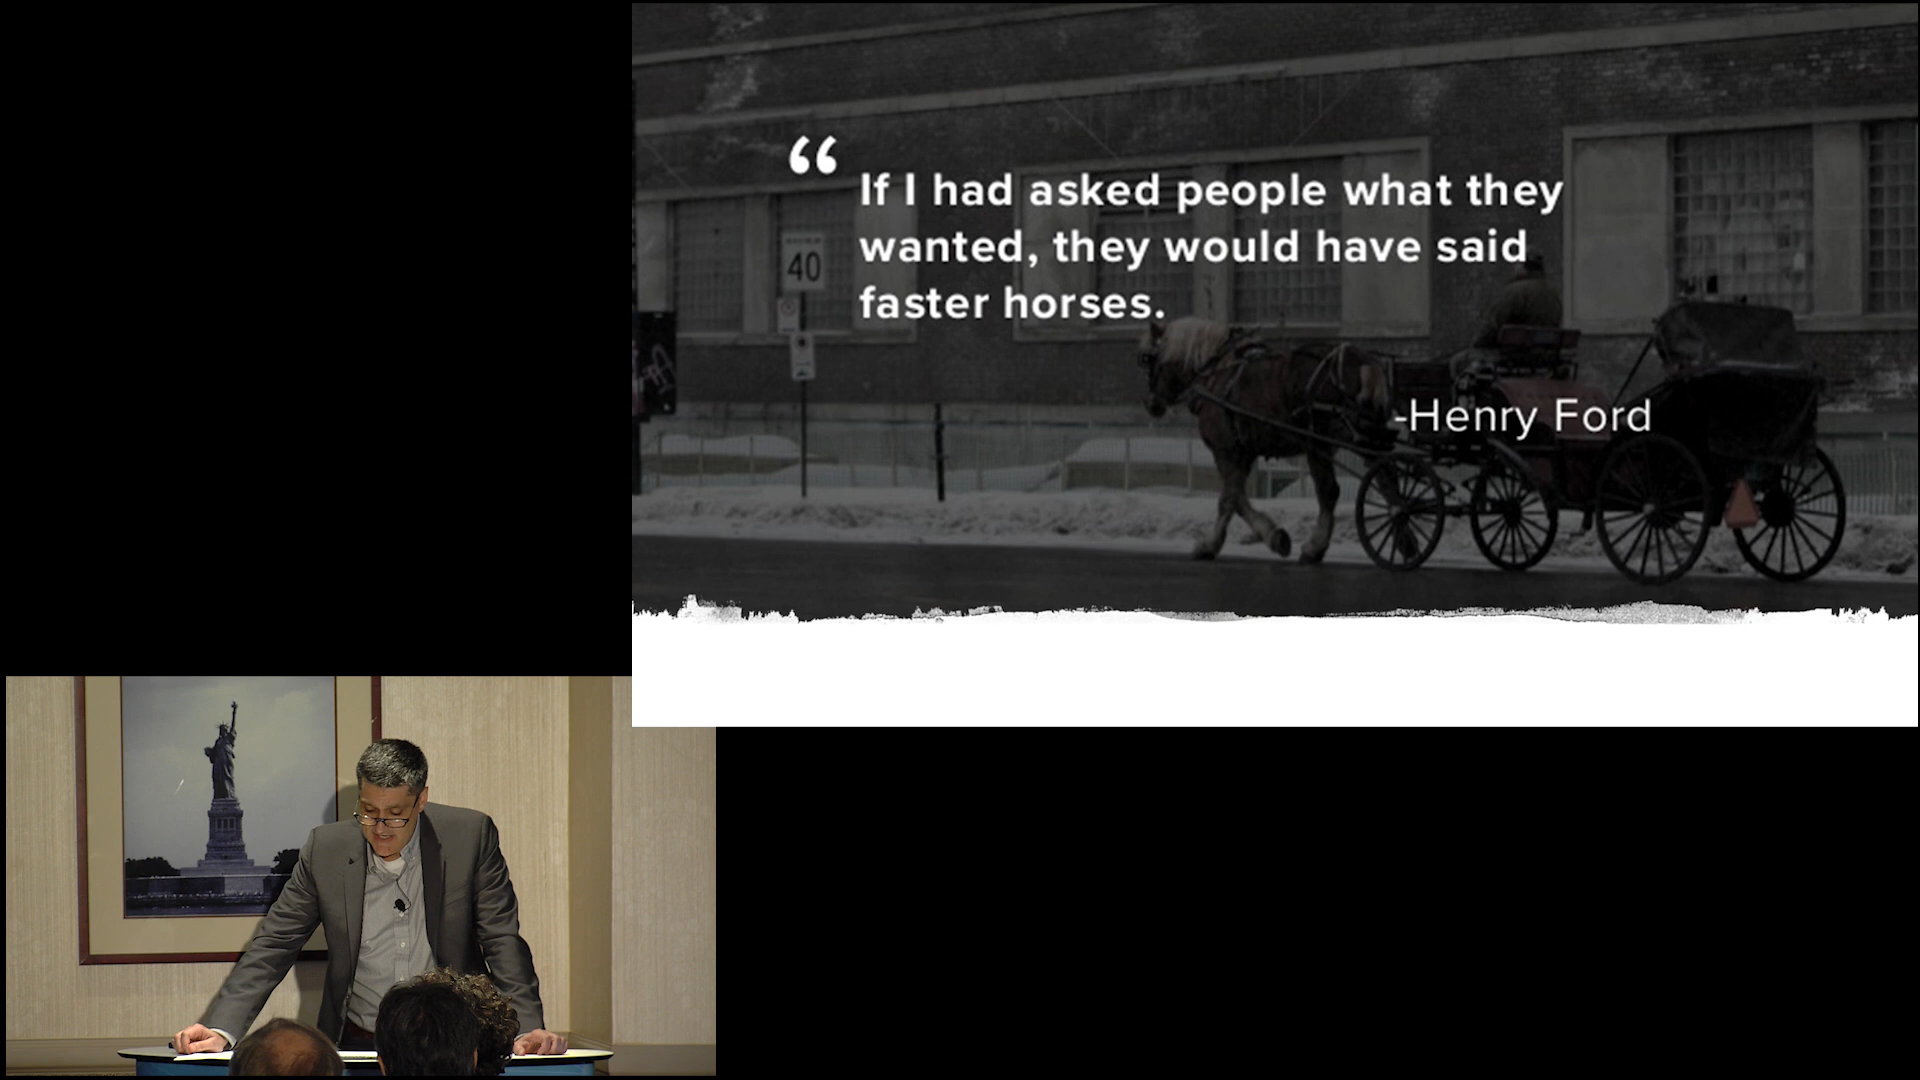 “
If I had asked people what they
wanted, they would have said
faster horses.
-Henry Ford
40